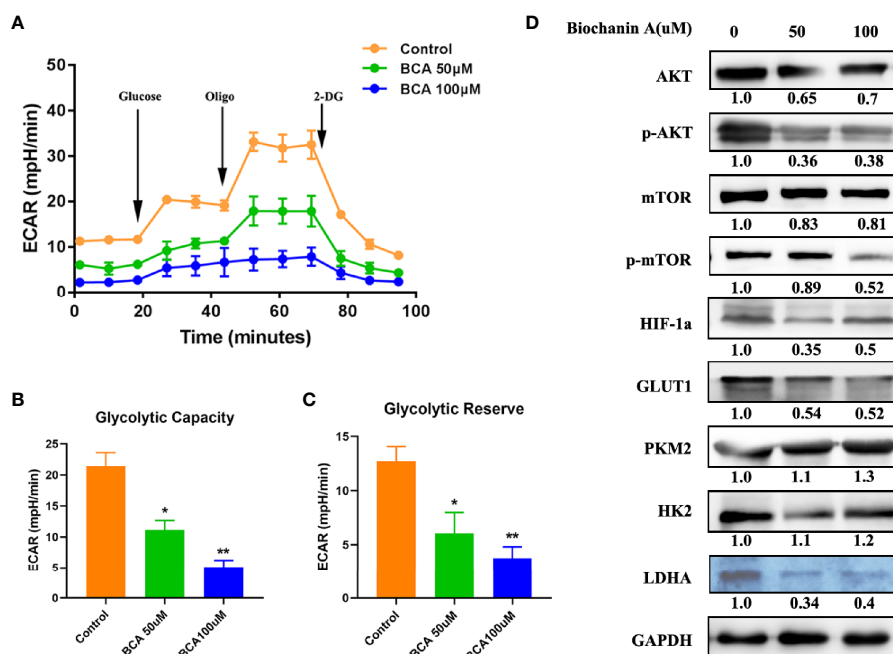 A
Control
BCA 50μM
BCA 100μM
Glucose
Oligo
2-DG
50
40
30
20
10
0
ECAR (mpH/min)
0 20 40 60 80 100
Time (minutes)
B
Glycolytic Capacity
25
20
15
10
5
0
ECAR (mpH/min)
*
**
Control
BCA 50uM
BCA100uM
C
Glycolytic Reserve
15
10
5
0
ECAR (mpH/min)
*
**
Control
BCA 50uM
BCA100uM
D
Biochanin A(uM) 0 50 100
AKT
1.0 0.65 0.7
p-AKT
1.0 0.36 0.38
mTOR
1.0 0.83 0.81
p-mTOR
1.0 0.89 0.52
HIF-1a
1.0 0.35 0.5
GLUT1
1.0 0.54 0.52
PKM2
1.0 1.1 1.3
HK2
1.0 1.1 1.2
LDHA
1.0 0.34 0.4
GAPDH